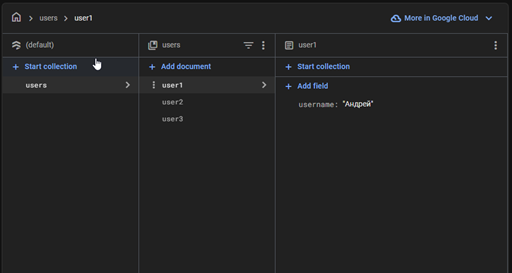 users > user1
More in Google Cloud
(default)
users
user1
+ Start collection
+ Add document
+ Start collection
users
user1
+ Add field
user2
username: "Андрей"
user3